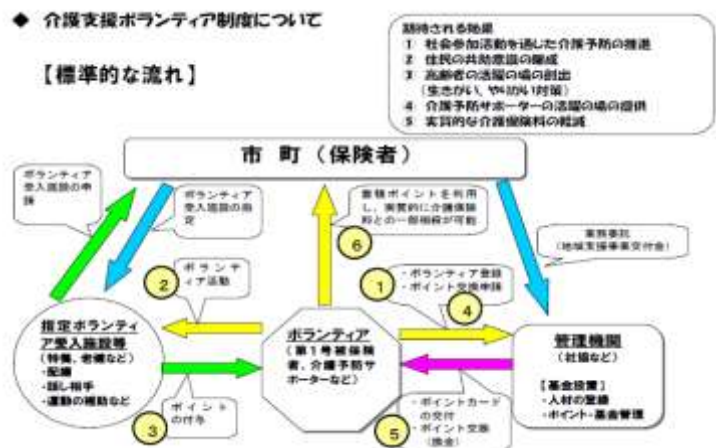 ◆ 介護支援ボランティア制度について
【標準的な流れ】
期待される効果
1 社会参加活動を通じた介護予防の推進
2 住民の共助意識の醸成
3 高齢者の活躍の場の創出
(生きがい、やりがい対策)
4 介護予防サポーターの活躍の場の提供
5 実質的な介護保険料の軽減
市 町 (保険者)
ボランティア
受入施設の申
請
ボランティア
受入施設の指
定
蓄積ポイントを利用
し、実質的に介護保険
料との一部相殺が可能
⑥
業務委託
(地域支援事業交付金)
② ボランテ
ィア活動
①
・ボランティア登録
・ポイント交換申請
④
指定ボランティ
ア受入施設等
(特養、老健など)
・配膳
・話し相手
・運動の補助など
ボランティア
(第1号被保険
者、介護予防サ
ポーターなど)
管理機関
(社協など)
【基金設置】
・人材の登録
・ポイント・基金管理
③
ポイント
の付与
⑤
・ポイントカード
の交付
・ポイント交換
(換金)